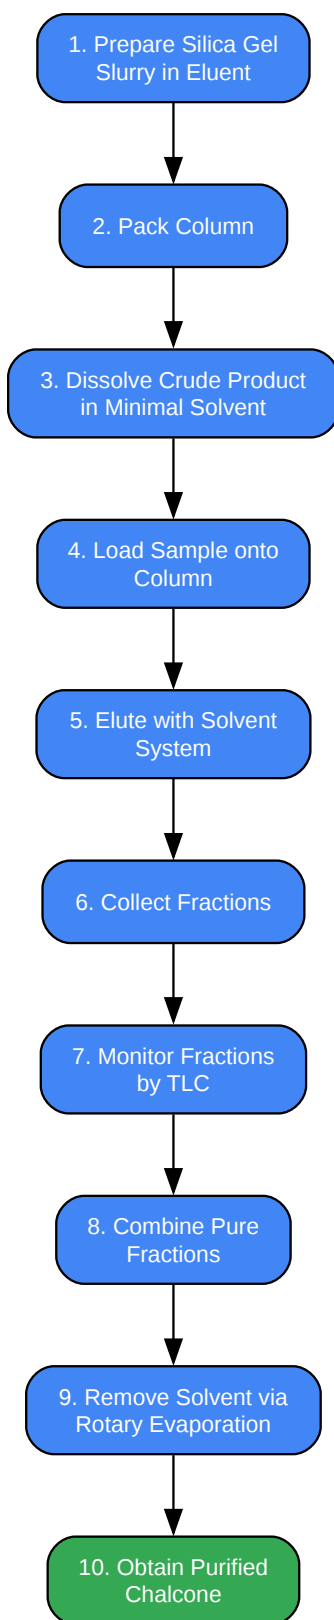 1. Prepare Silica Gel
Slurry in Eluent
2. Pack Column
3. Dissolve Crude Product
in Minimal Solvent
4. Load Sample onto
Column
5. Elute with Solvent
System
6. Collect Fractions
7. Monitor Fractions
by TLC
8. Combine Pure
Fractions
9. Remove Solvent via
Rotary Evaporation
10. Obtain Purified
Chalcone